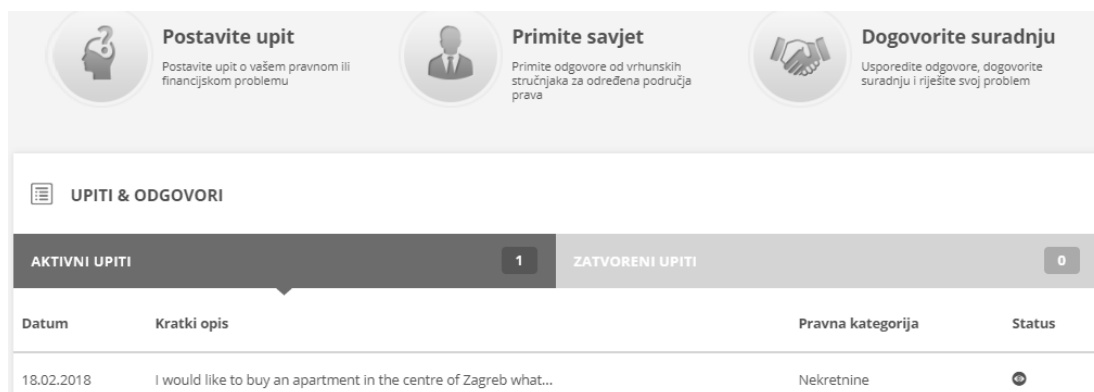 Postavite upit
Postavite upit o vašem pravnom ili
financijskom problemu
Primite savjet
Primite odgovore od vrhunskih
stručnjaka za određena područja
prava
Dogovorite suradnju
Usporedite odgovore, dogovorite
suradnju i riješite svoj problem
UPITI & ODGOVORI
AKTIVNI UPITI 1 ZATVORENI UPITI 0
Datum Kratki opis Pravna kategorija Status
18.02.2018 I would like to buy an apartment in the centre of Zagreb what... Nekretnine